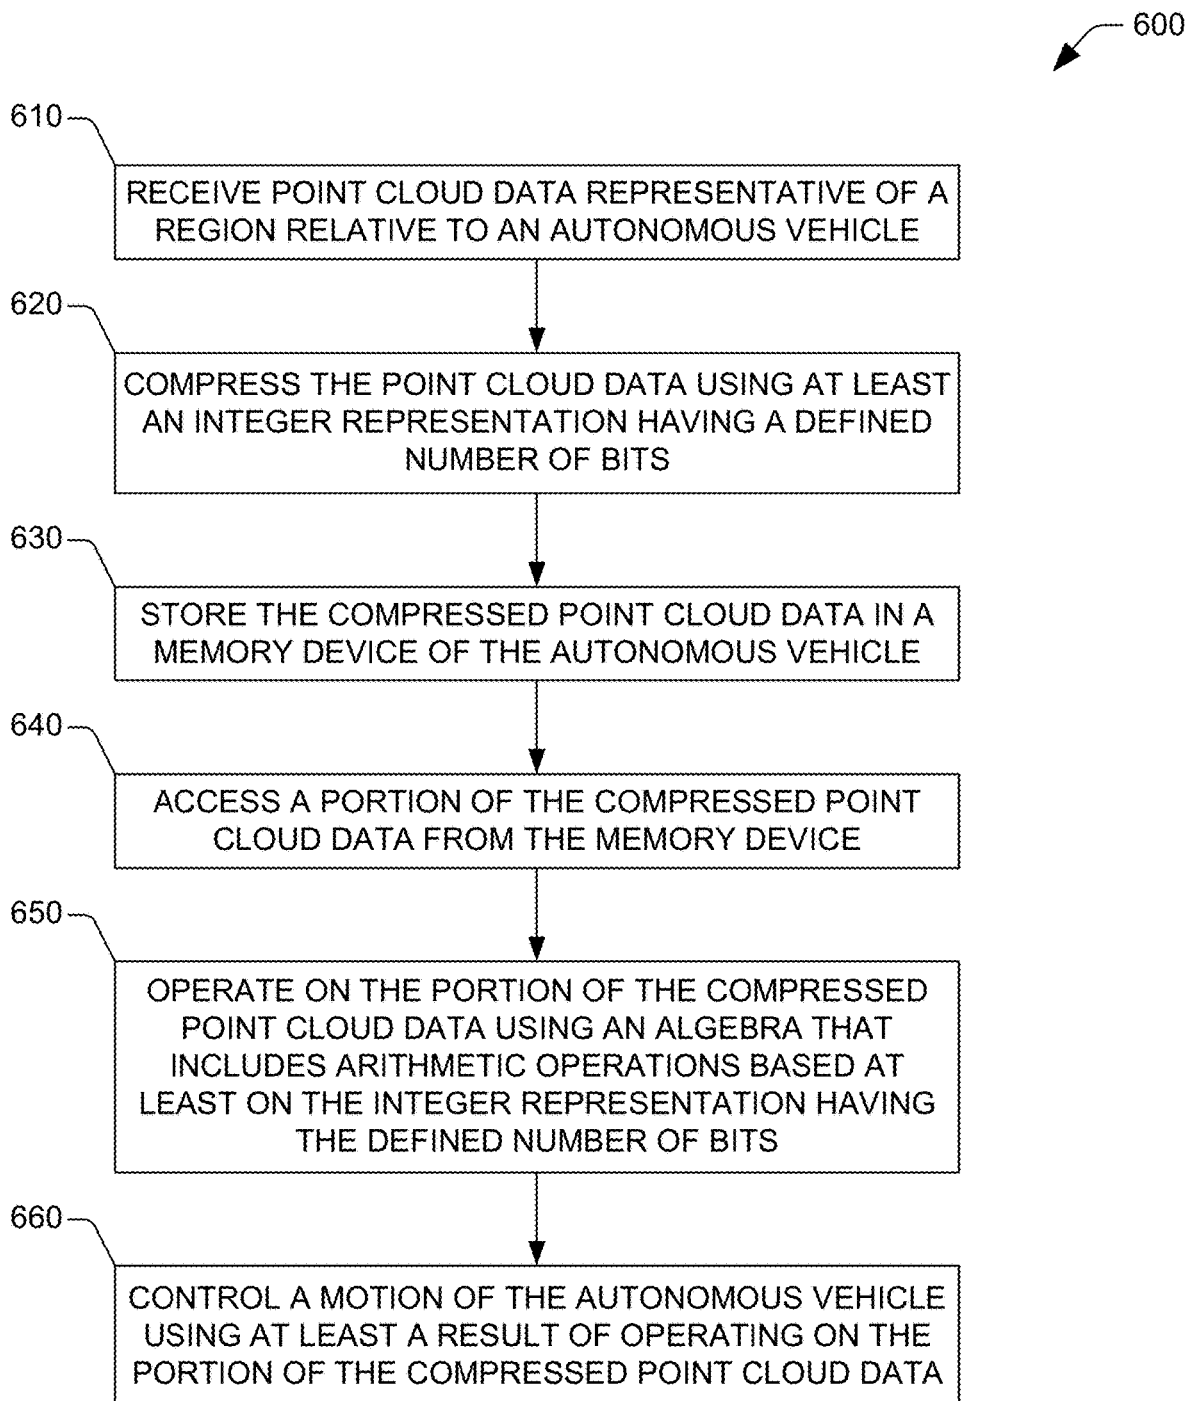 600
610
RECEIVE POINT CLOUD DATA REPRESENTATIVE OF A
REGION RELATIVE TO AN AUTONOMOUS VEHICLE
620
COMPRESS THE POINT CLOUD DATA USING AT LEAST
AN INTEGER REPRESENTATION HAVING A DEFINED
NUMBER OF BITS
630
STORE THE COMPRESSED POINT CLOUD DATA IN A
MEMORY DEVICE OF THE AUTONOMOUS VEHICLE
640
ACCESS A PORTION OF THE COMPRESSED POINT
CLOUD DATA FROM THE MEMORY DEVICE
650
OPERATE ON THE PORTION OF THE COMPRESSED
POINT CLOUD DATA USING AN ALGEBRA THAT
INCLUDES ARITHMETIC OPERATIONS BASED AT
LEAST ON THE INTEGER REPRESENTATION HAVING
THE DEFINED NUMBER OF BITS
660
CONTROL A MOTION OF THE AUTONOMOUS VEHICLE
USING AT LEAST A RESULT OF OPERATING ON THE
PORTION OF THE COMPRESSED POINT CLOUD DATA